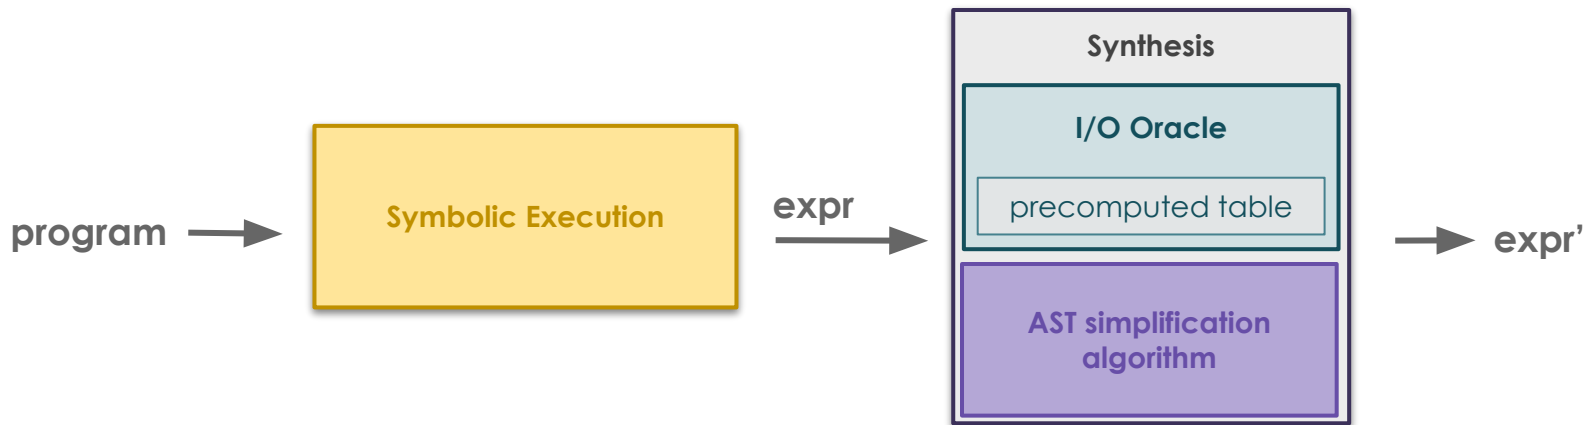 program
Symbolic Execution
expr
Synthesis
I/O Oracle
precomputed table
AST simplification
algorithm
expr’